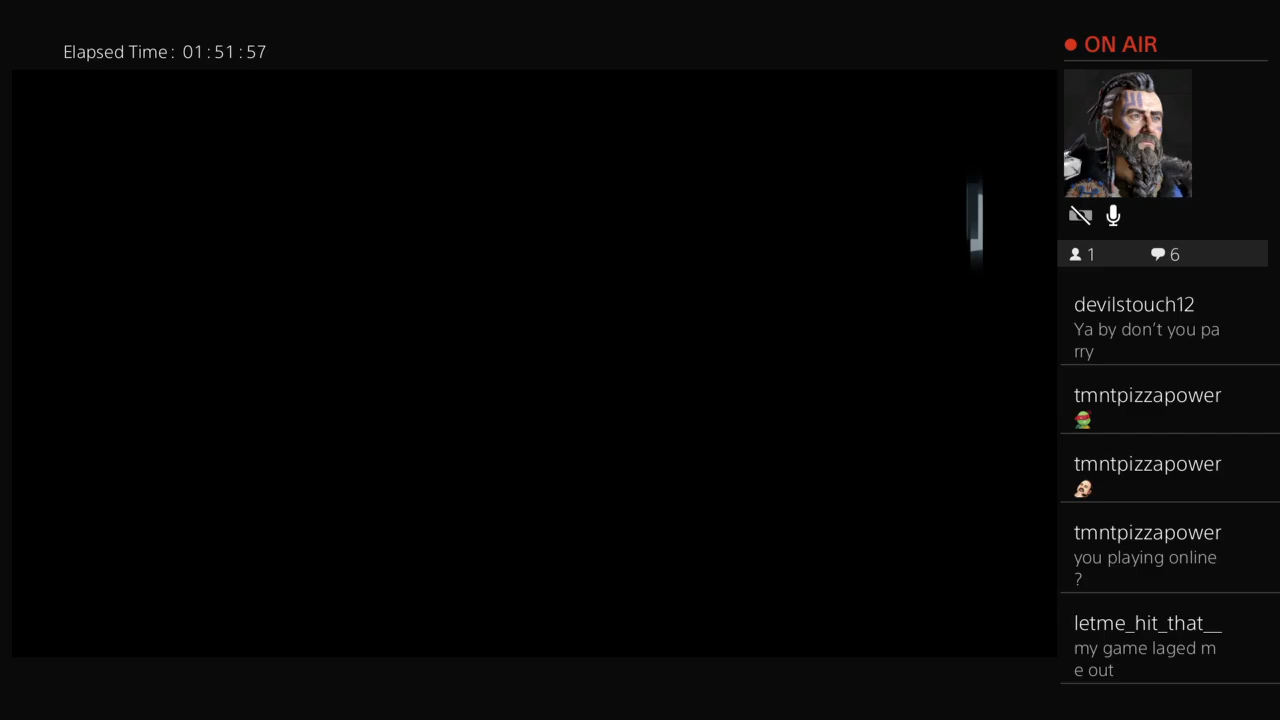 Elapsed Time: 01:51:57
ON AIR
1 6
devilstouch12
Ya by don't you pa
rry
tmntpizzapower
tmntpizzapower
tmntpizzapower
you playing online
?
letme_hit_that__
my game laged m
e out